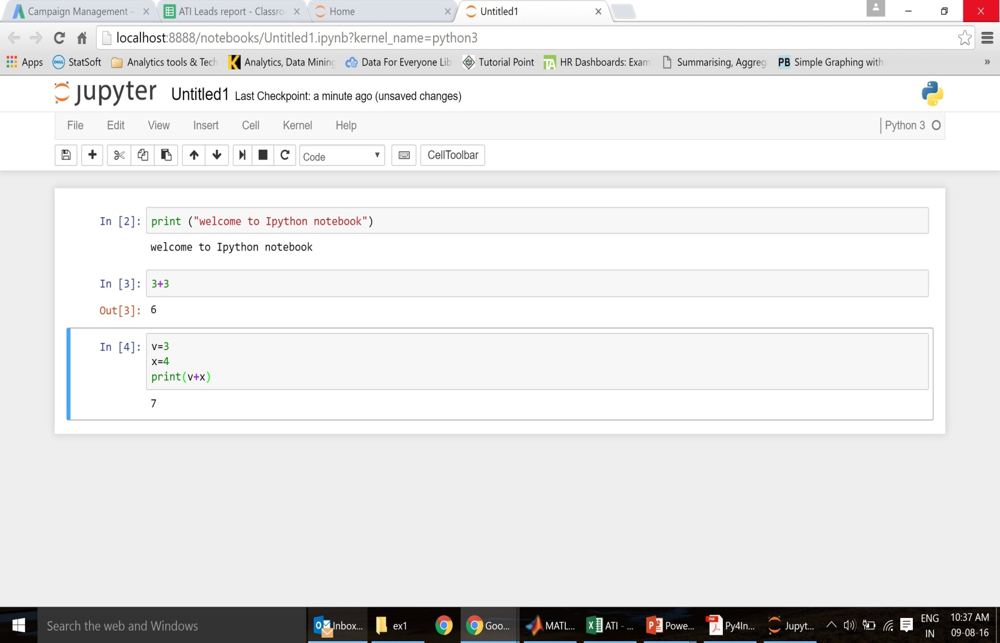 Campaign Management -
ATI Leads report - Classro
Home
Untitled1
localhost:8888/notebooks/Untitled1.ipynb?kernel_name=python3
Apps
DELL
StatSoft
Analytics tools & Tech
Analytics, Data Mining
Data For Everyone Lib
Tutorial Point
TA
HR Dashboards: Exam
Summarising, Aggreg
PB Simple Graphing with
»
jupyter Untitled1 Last Checkpoint: a minute ago (unsaved changes)
File Edit View Insert Cell Kernel Help
Python 3
Code
CellToolbar
In [2]: print ("welcome to Ipython notebook")
welcome to Ipython notebook
In [3]: 3+3
Out[3]: 6
In [4]: v=3
x=4
print(v+x)
7
Search the web and Windows
Inbox...
ex1
Goo...
MATL...
ATI - ...
Powe...
Py4In...
Jupyt...
ENG
IN
10:37 AM
09-08-16